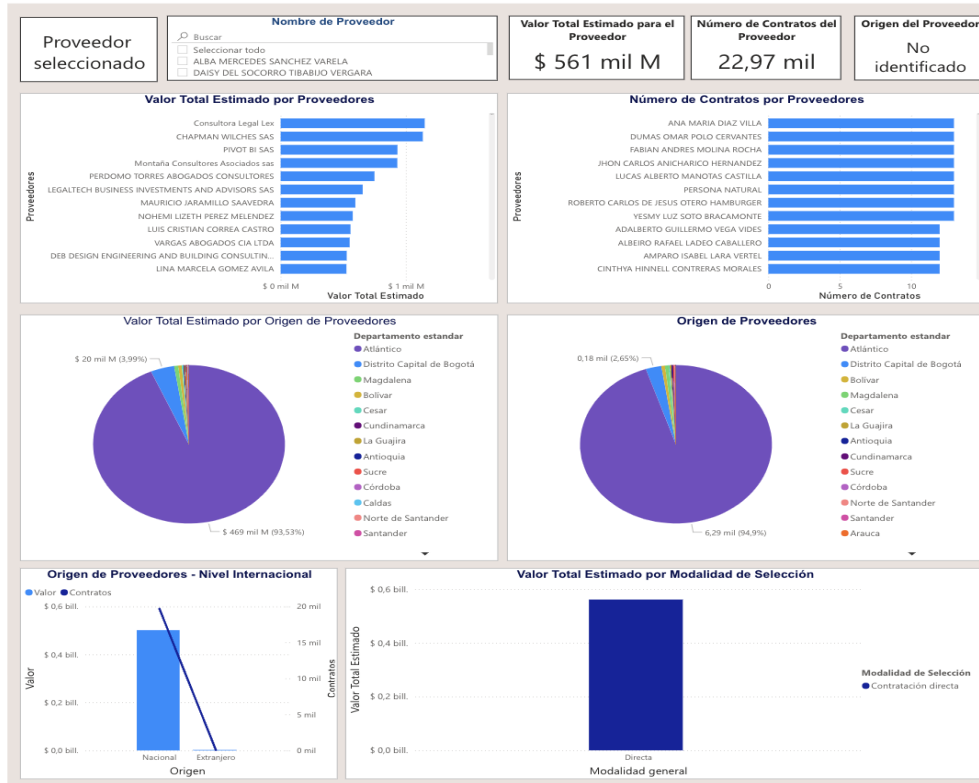 Proveedor
seleccionado
Nombre de Proveedor
Buscar
Seleccionar todo
ALBA MERCEDES SANCHEZ VARELA
DAISY DEL SOCORRO TIBABIJO VERGARA
Valor Total Estimado para el
Proveedor
$ 561 mil M
Número de Contratos del
Proveedor
22,97 mil
Origen del Proveedor
No
identificado
Valor Total Estimado por Proveedores
Proveedores
Consultora Legal Lex
CHAPMAN WILCHES SAS
PIVOT BI SAS
Montaña Consultores Asociados sas
PERDOMO TORRES ABOGADOS CONSULTORES
LEGALTECH BUSINESS INVESTMENTS AND ADVISORS SAS
MAURICIO JARAMILLO SAAVEDRA
NOHEMI LIZETH PEREZ MELENDEZ
LUIS CRISTIAN CORREA CASTRO
VARGAS ABOGADOS CIA LTDA
DEB DESIGN ENGINEERING AND BUILDING CONSULTIN...
LINA MARCELA GOMEZ AVILA
$ 0 mil M $ 1 mil M
Valor Total Estimado
Número de Contratos por Proveedores
Proveedores
ANA MARIA DIAZ VILLA
DUMAS OMAR POLO CERVANTES
FABIAN ANDRES MOLINA ROCHA
JHON CARLOS ANICHARICO HERNANDEZ
LUCAS ALBERTO MANOTAS CASTILLA
PERSONA NATURAL
ROBERTO CARLOS DE JESUS OTERO HAMBURGER
YESMY LUZ SOTO BRACAMONTE
ADALBERTO GUILLERMO VEGA VIDES
ALBEIRO RAFAEL LADEO CABALLERO
AMPARO ISABEL LARA VERTEL
CINTHYA HINNELL CONTRERAS MORALES
0 5 10
Número de Contratos
Valor Total Estimado por Origen de Proveedores
$ 20 mil M (3,99%)
$ 469 mil M (93,53%)
Departamento estandar
Atlántico
Distrito Capital de Bogotá
Magdalena
Bolívar
Cesar
Cundinamarca
La Guajira
Antioquia
Sucre
Córdoba
Caldas
Norte de Santander
Santander
Origen de Proveedores
0,18 mil (2,65%)
6,29 mil (94,9%)
Departamento estandar
Atlántico
Distrito Capital de Bogotá
Bolívar
Magdalena
Cesar
La Guajira
Antioquia
Cundinamarca
Sucre
Córdoba
Norte de Santander
Santander
Arauca
Origen de Proveedores - Nivel Internacional
Valor Contratos
Valor
$ 0,6 bill.
$ 0,4 bill.
$ 0,2 bill.
$ 0,0 bill.
20 mil
15 mil
10 mil
5 mil
0 mil
Contratos
Nacional Extranjero
Origen
Valor Total Estimado por Modalidad de Selección
Valor Total Estimado
$ 0,6 bill.
$ 0,4 bill.
$ 0,2 bill.
$ 0,0 bill.
Directa
Modalidad general
Modalidad de Selección
Contratación directa